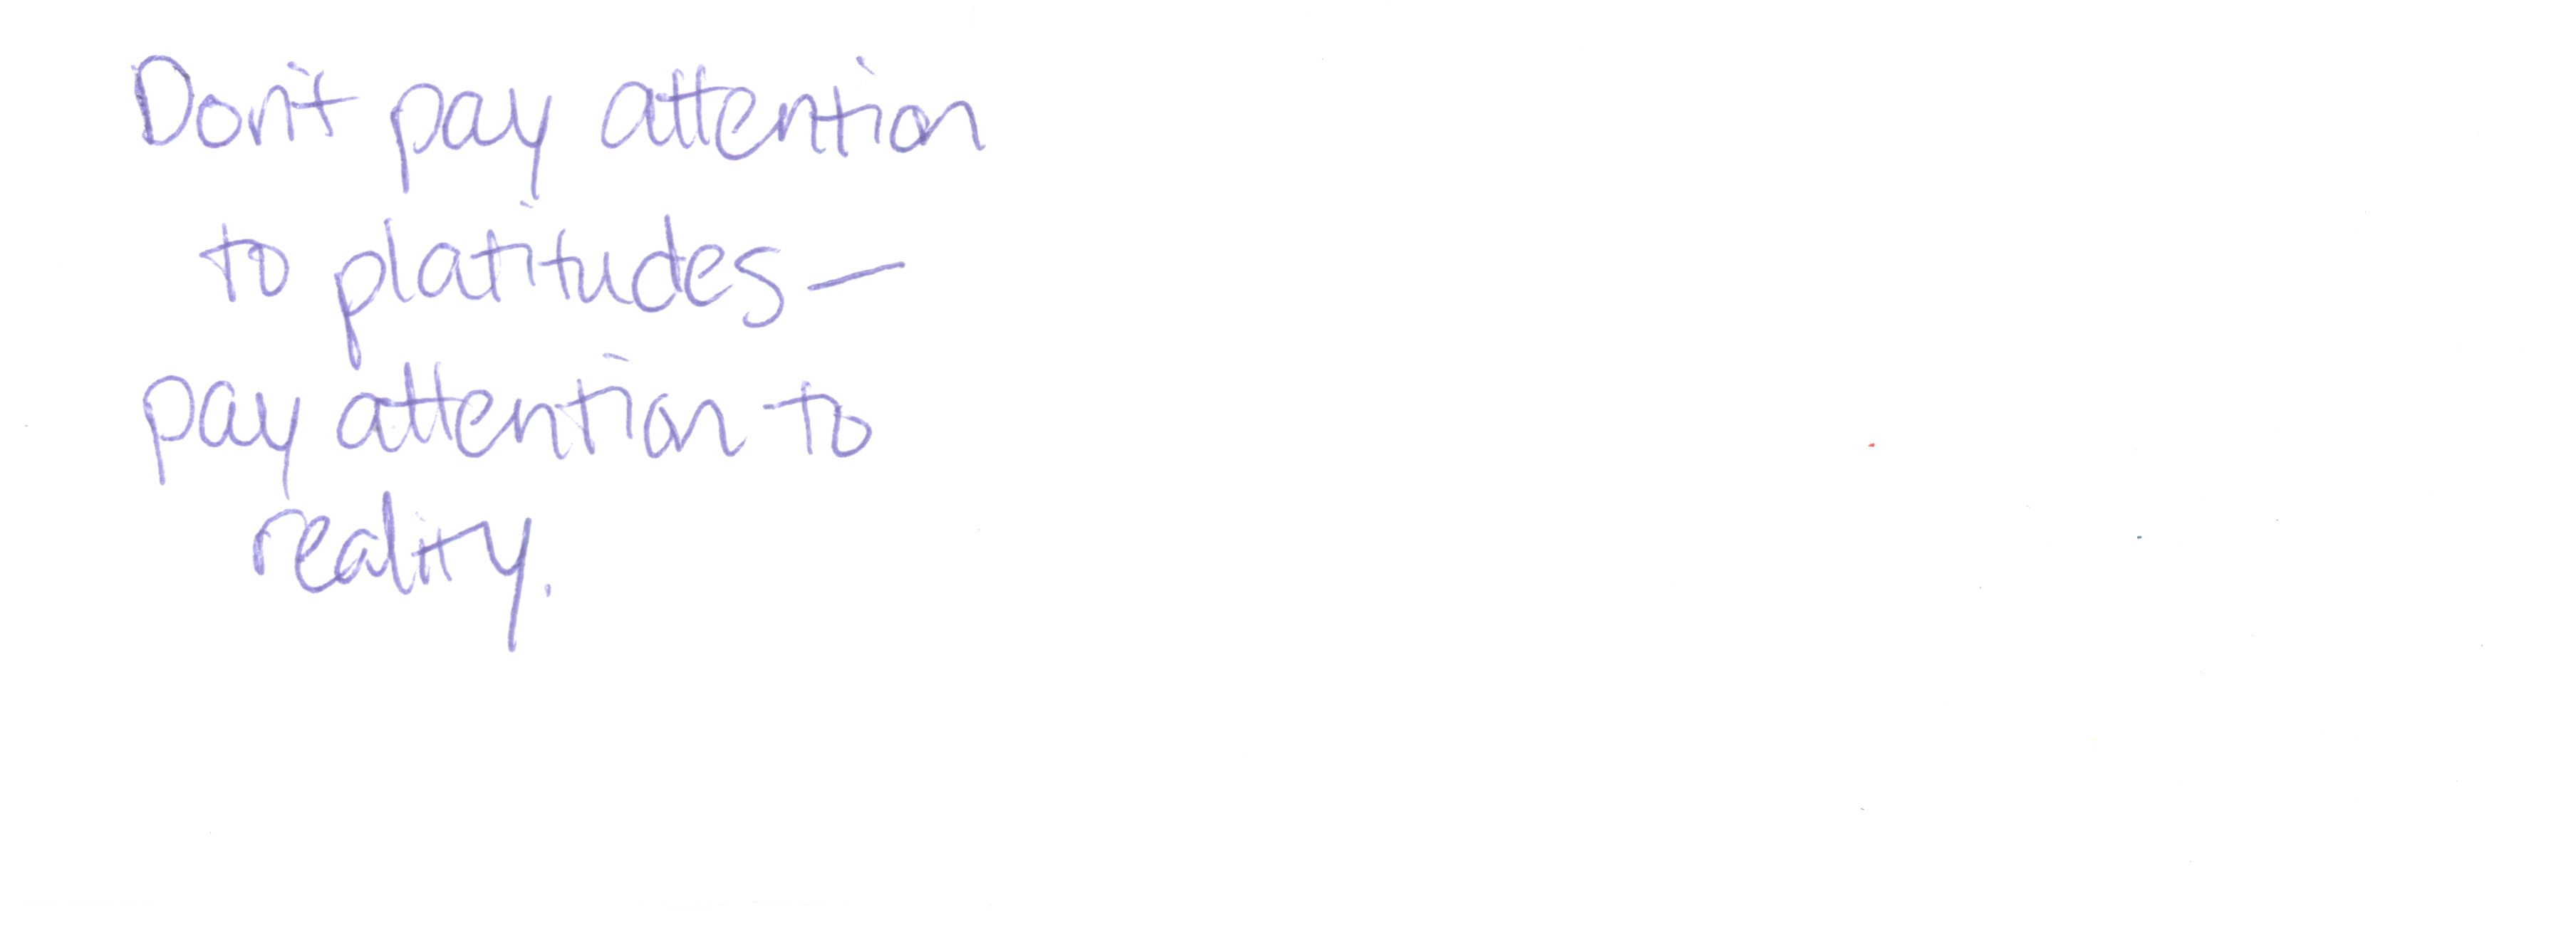 Don't pay attention
to platitudes—
pay attention to
reality.